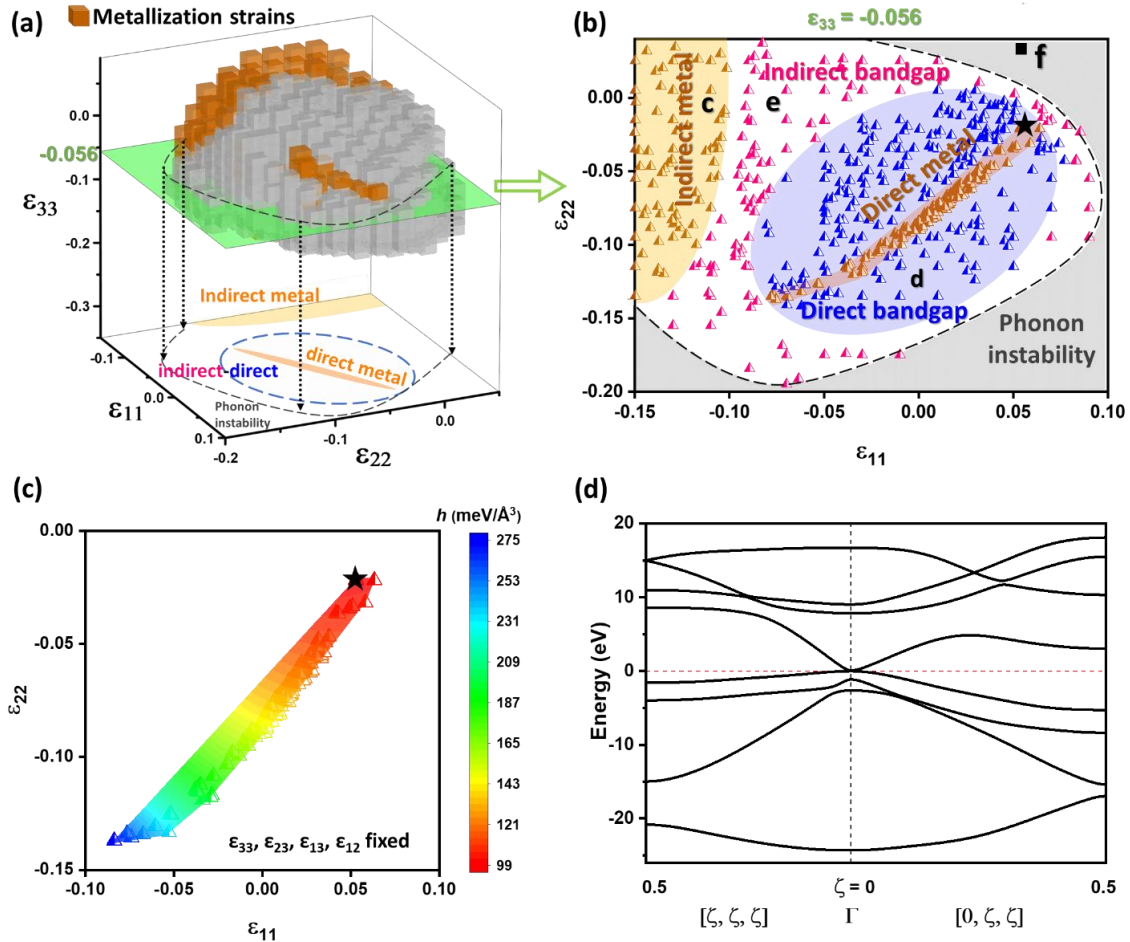 (a)
Metallization strains
0.0
-0.056
-0.1
ε33
-0.2
-0.3
Indirect metal
direct metal
indirect-direct
Phonon
instability
-0.1
0.0
0.1
ε11
-0.2
-0.1
0.0
ε22
(b)
ε33 = -0.056
Indirect bandgap
f
Indirect metal
c
e
Direct metal
d
Direct bandgap
Phonon
instability
0.00
-0.05
-0.10
-0.15
-0.20
ε22
-0.15
-0.10
-0.05
0.00
0.05
0.10
ε11
(c)
0.00
-0.05
-0.10
-0.15
ε22
h (meV/Å³)
275
253
231
209
187
165
143
121
99
ε33, ε23, ε13, ε12 fixed
-0.10
-0.05
0.00
0.05
0.10
ε11
(d)
20
10
0
-10
-20
Energy (eV)
0.5
ζ = 0
0.5
[ζ, ζ, ζ]
Γ
[0, ζ, ζ]